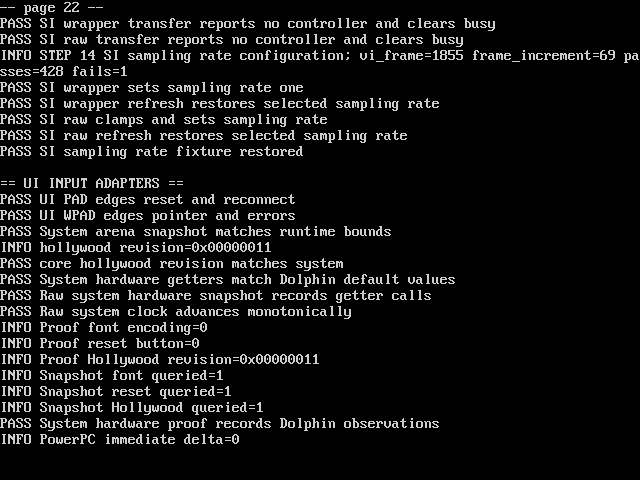 -- page 22 --
PASS SI wrapper transfer reports no controller and clears busy
PASS SI raw transfer reports no controller and clears busy
INFO STEP 14 SI sampling rate configuration; vi_frame=1855 frame_increment=69 pa
sses=428 fails=1
PASS SI wrapper sets sampling rate one
PASS SI wrapper refresh restores selected sampling rate
PASS SI raw clamps and sets sampling rate
PASS SI raw refresh restores selected sampling rate
PASS SI sampling rate fixture restored

== UI INPUT ADAPTERS ==
PASS UI PAD edges reset and reconnect
PASS UI WPAD edges pointer and errors
PASS System arena snapshot matches runtime bounds
INFO hollywood revision=0x00000011
PASS core hollywood revision matches system
PASS System hardware getters match Dolphin default values
PASS Raw system hardware snapshot records getter calls
PASS Raw system clock advances monotonically
INFO Proof font encoding=0
INFO Proof reset button=0
INFO Proof Hollywood revision=0x00000011
INFO Snapshot font queried=1
INFO Snapshot reset queried=1
INFO Snapshot Hollywood queried=1
PASS System hardware proof records Dolphin observations
INFO PowerPC immediate delta=0